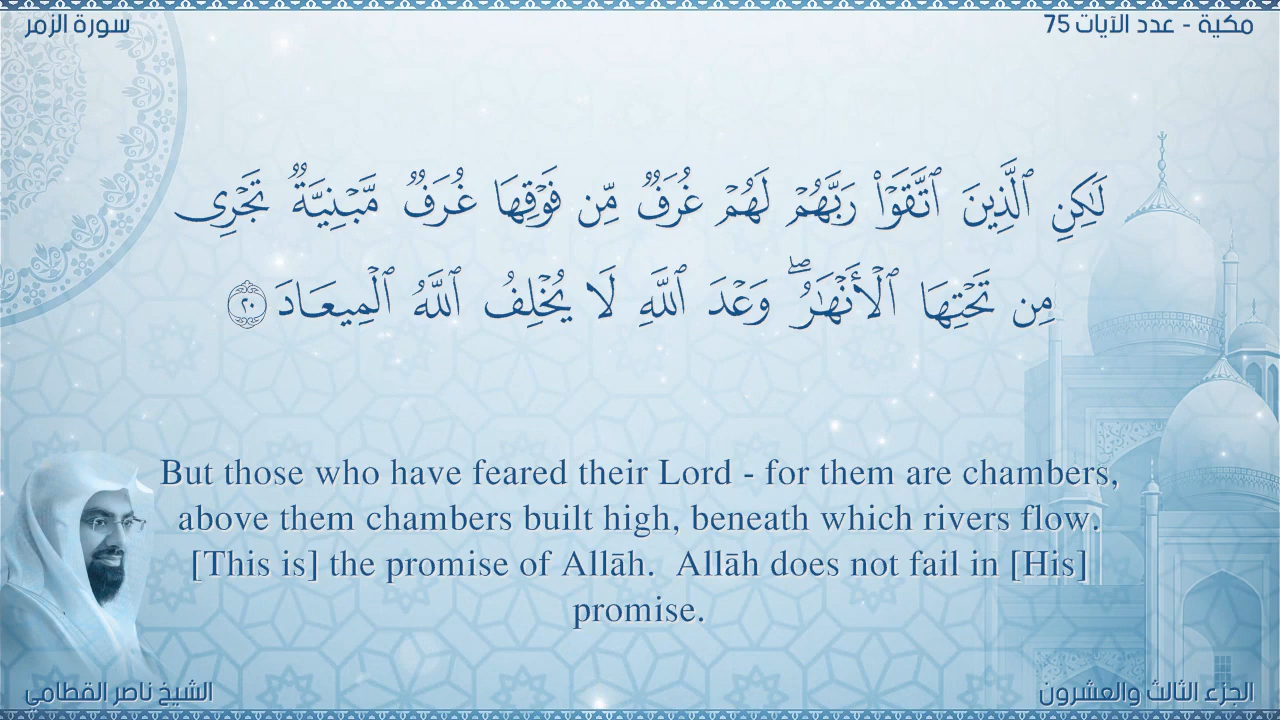 سورة الزمر
مكية - عدد الآيات 75
لَـٰكِنِ ٱلَّذِينَ ٱتَّقَوْا۟ رَبَّهُمْ لَهُمْ غُرَفٌ مِّن فَوْقِهَا غُرَفٌ مَّبْنِيَّةٌ تَجْرِى
مِن تَحْتِهَا ٱلْأَنْهَـٰرُ ۖ وَعْدَ ٱللَّهِ لَا يُخْلِفُ ٱللَّهُ ٱلْمِيعَادَ ٢٠
But those who have feared their Lord - for them are chambers,
above them chambers built high, beneath which rivers flow.
[This is] the promise of Allāh.  Allāh does not fail in [His]
promise.
الشيخ ناصر القطامي
الجزء الثالث والعشرون